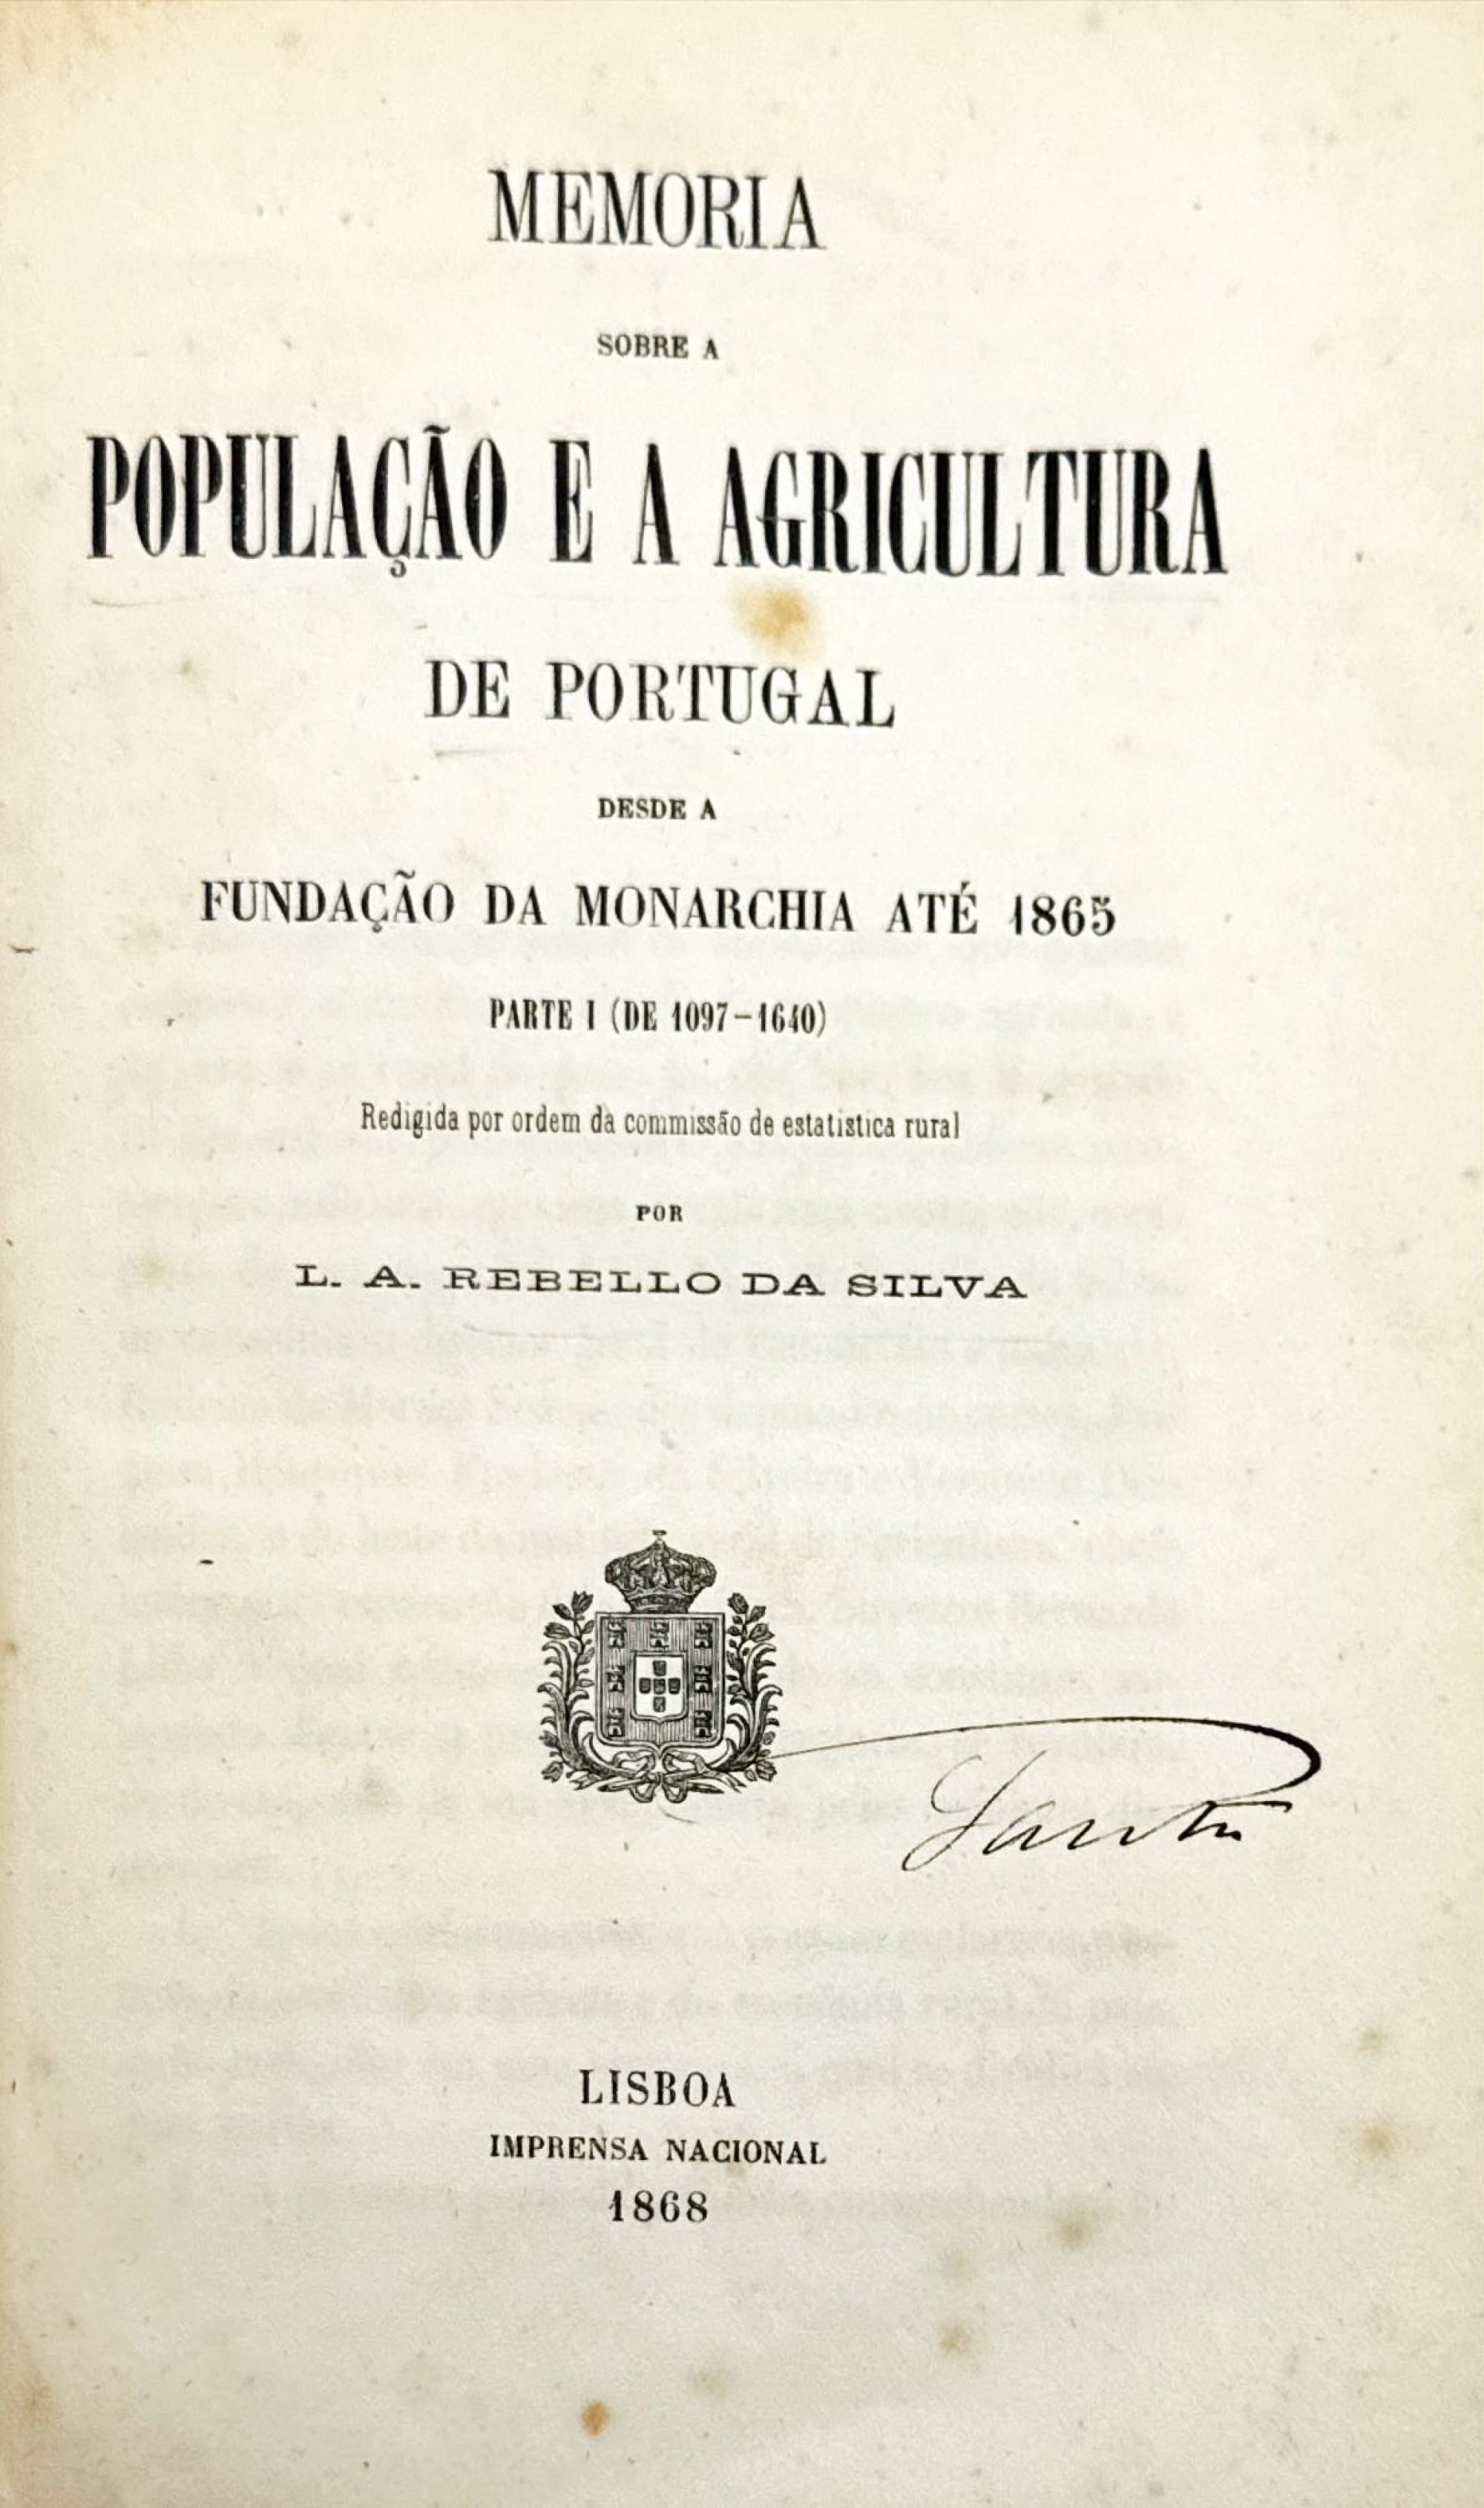 MEMORIA
SOBRE A
POPULAÇÃO E A AGRICULTURA
DE PORTUGAL
DESDE A
FUNDAÇÃO DA MONARCHIA ATÉ 1865
PARTE I (DE 1097-1640)
Redigida por ordem da commissão de estatistica rural
POR
L. A. REBELLO DA SILVA
LISBOA
IMPRENSA NACIONAL
1868